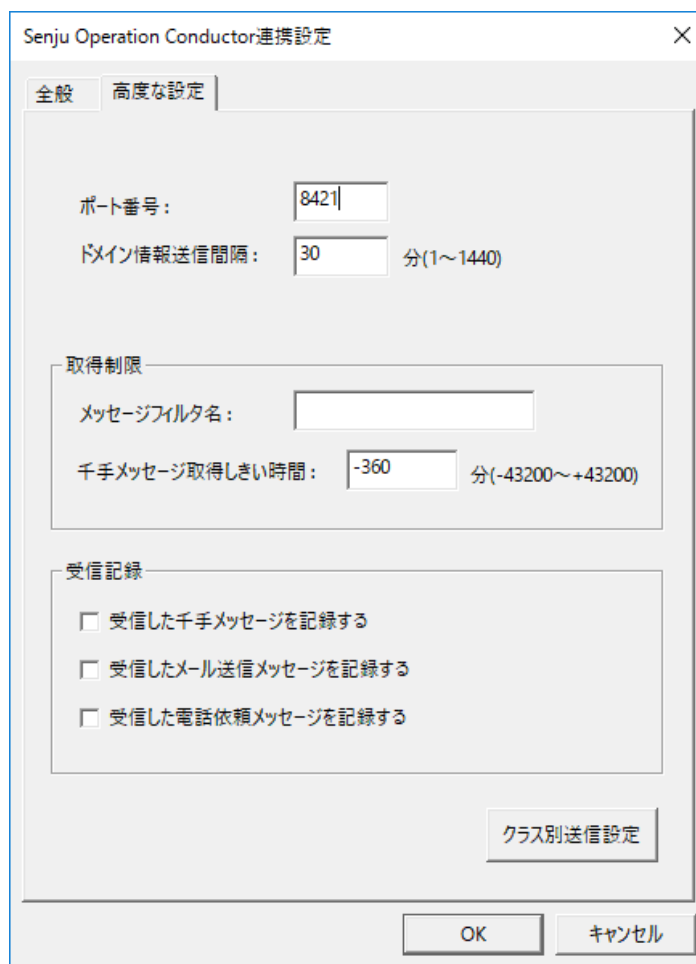 Senju Operation Conductor連携設定
全般 高度な設定
ポート番号: 8421
ドメイン情報送信間隔: 30 分(1～1440)
取得制限
メッセージフィルタ名:
千手メッセージ取得しきい時間: -360 分(-43200～+43200)
受信記録
受信した千手メッセージを記録する
受信したメール送信メッセージを記録する
受信した電話依頼メッセージを記録する
クラス別送信設定
OK キャンセル